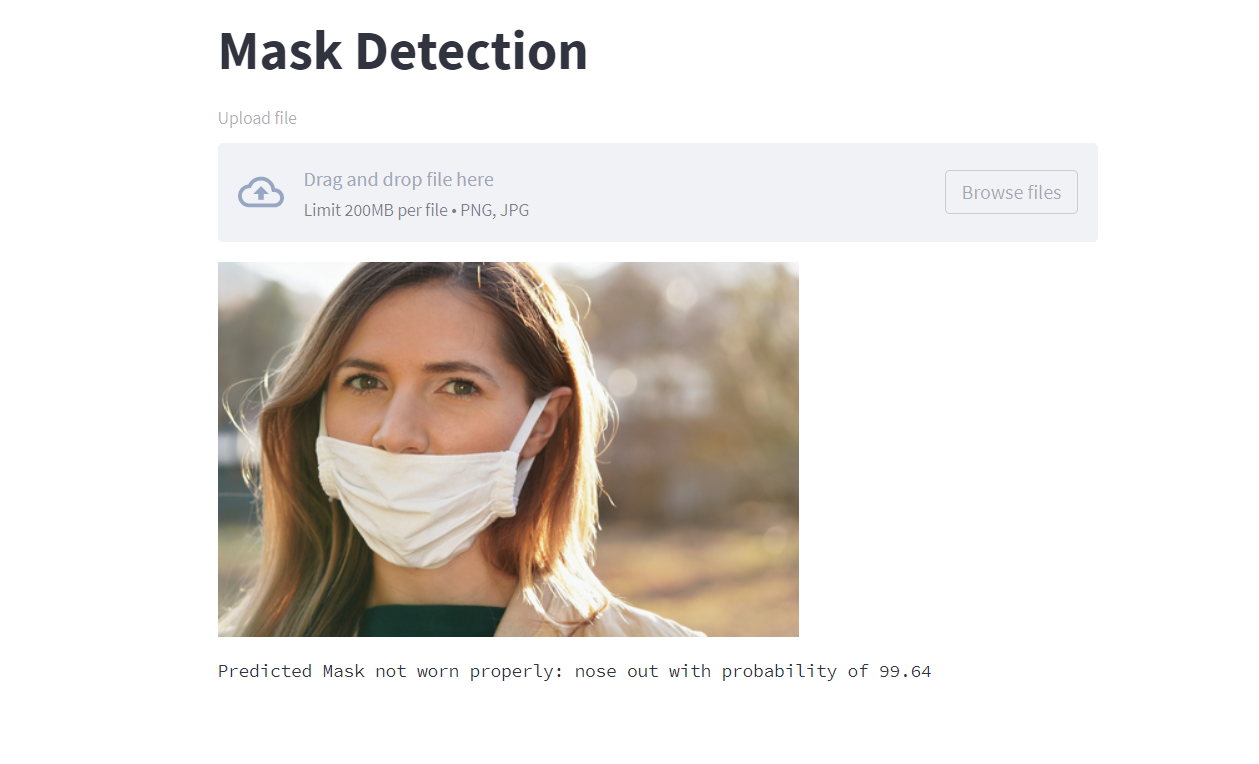 Mask Detection
Upload file
Drag and drop file here
Limit 200MB per file • PNG, JPG
Browse files
Predicted Mask not worn properly: nose out with probability of 99.64